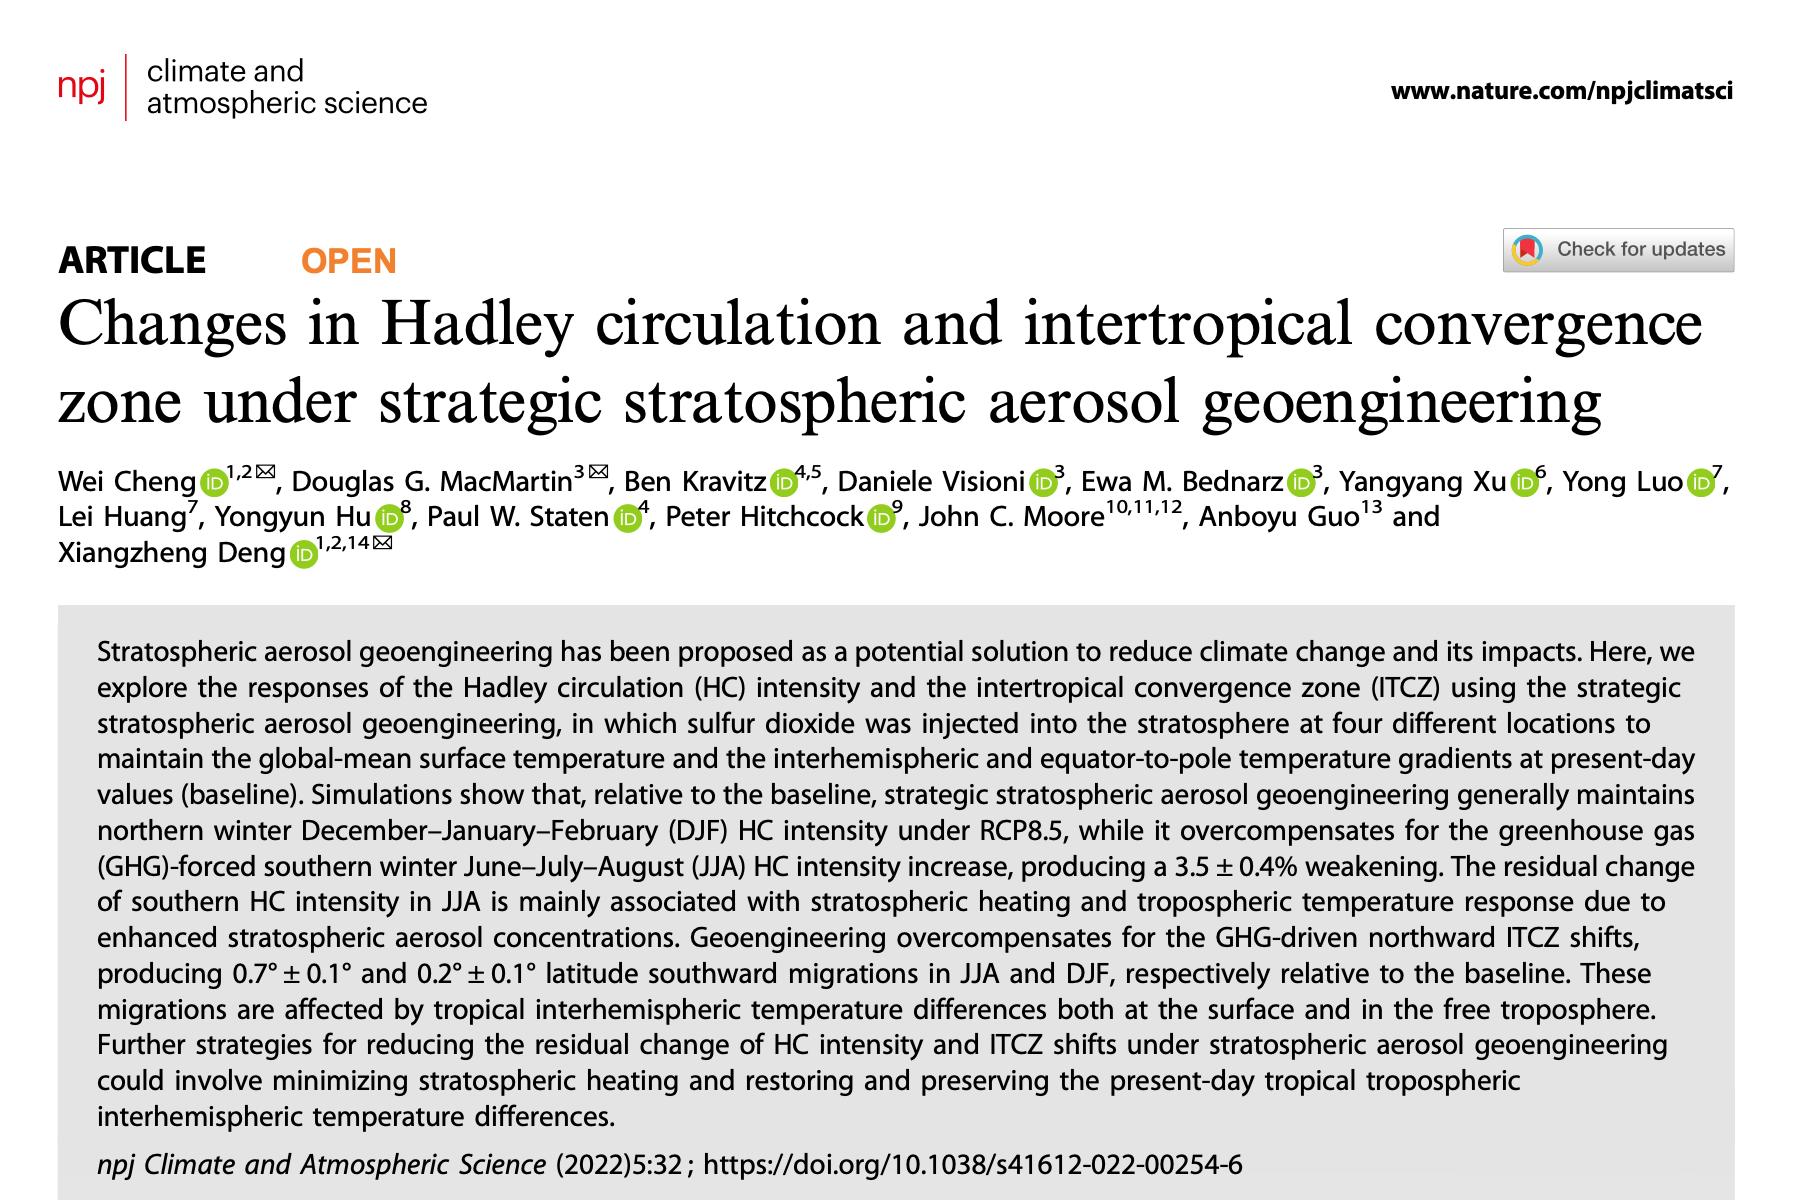 npj
climate and
atmospheric science
www.nature.com/npjclimatsci
ARTICLE OPEN
Check for updates
Changes in Hadley circulation and intertropical convergence
zone under strategic stratospheric aerosol geoengineering
Wei Cheng iD 1,2✉, Douglas G. MacMartin3✉, Ben Kravitz iD 4,5, Daniele Visioni iD 3, Ewa M. Bednarz iD 3, Yangyang Xu iD 6, Yong Luo iD 7,
Lei Huang7, Yongyun Hu iD 8, Paul W. Staten iD 4, Peter Hitchcock iD 9, John C. Moore10,11,12, Anboyu Guo13 and
Xiangzheng Deng iD 1,2,14✉
Stratospheric aerosol geoengineering has been proposed as a potential solution to reduce climate change and its impacts. Here, we
explore the responses of the Hadley circulation (HC) intensity and the intertropical convergence zone (ITCZ) using the strategic
stratospheric aerosol geoengineering, in which sulfur dioxide was injected into the stratosphere at four different locations to
maintain the global-mean surface temperature and the interhemispheric and equator-to-pole temperature gradients at present-day
values (baseline). Simulations show that, relative to the baseline, strategic stratospheric aerosol geoengineering generally maintains
northern winter December–January–February (DJF) HC intensity under RCP8.5, while it overcompensates for the greenhouse gas
(GHG)-forced southern winter June–July–August (JJA) HC intensity increase, producing a 3.5 ± 0.4% weakening. The residual change
of southern HC intensity in JJA is mainly associated with stratospheric heating and tropospheric temperature response due to
enhanced stratospheric aerosol concentrations. Geoengineering overcompensates for the GHG-driven northward ITCZ shifts,
producing 0.7° ± 0.1° and 0.2° ± 0.1° latitude southward migrations in JJA and DJF, respectively relative to the baseline. These
migrations are affected by tropical interhemispheric temperature differences both at the surface and in the free troposphere.
Further strategies for reducing the residual change of HC intensity and ITCZ shifts under stratospheric aerosol geoengineering
could involve minimizing stratospheric heating and restoring and preserving the present-day tropical tropospheric
interhemispheric temperature differences.
npj Climate and Atmospheric Science (2022)5:32 ; https://doi.org/10.1038/s41612-022-00254-6